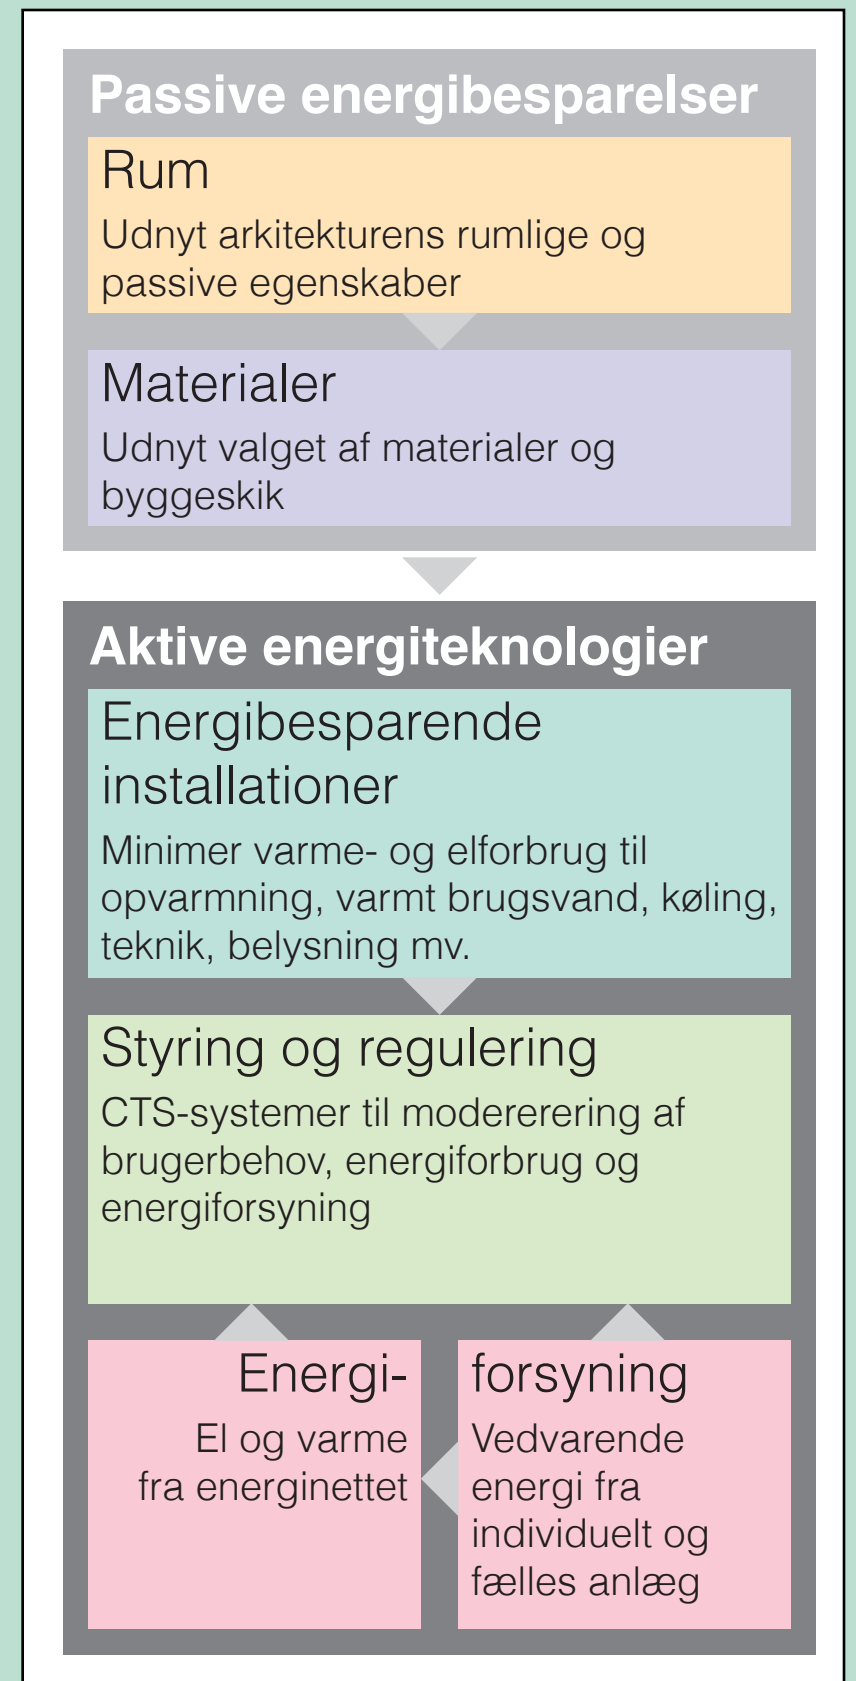 Passive energibesparelser
Rum
Udnyt arkitekturens rumlige og
passive egenskaber
Materialer
Udnyt valget af materialer og
byggeskik
Aktive energiteknologier
Energibesparende
installationer
Minimer varme- og elforbrug til
opvarmning, varmt brugsvand, køling,
teknik, belysning mv.
Styring og regulering
CTS-systemer til modererering af
brugerbehov, energiforbrug og
energiforsyning
Energi-
El og varme
fra energinettet
forsyning
Vedvarende
energi fra
individuelt og
fælles anlæg